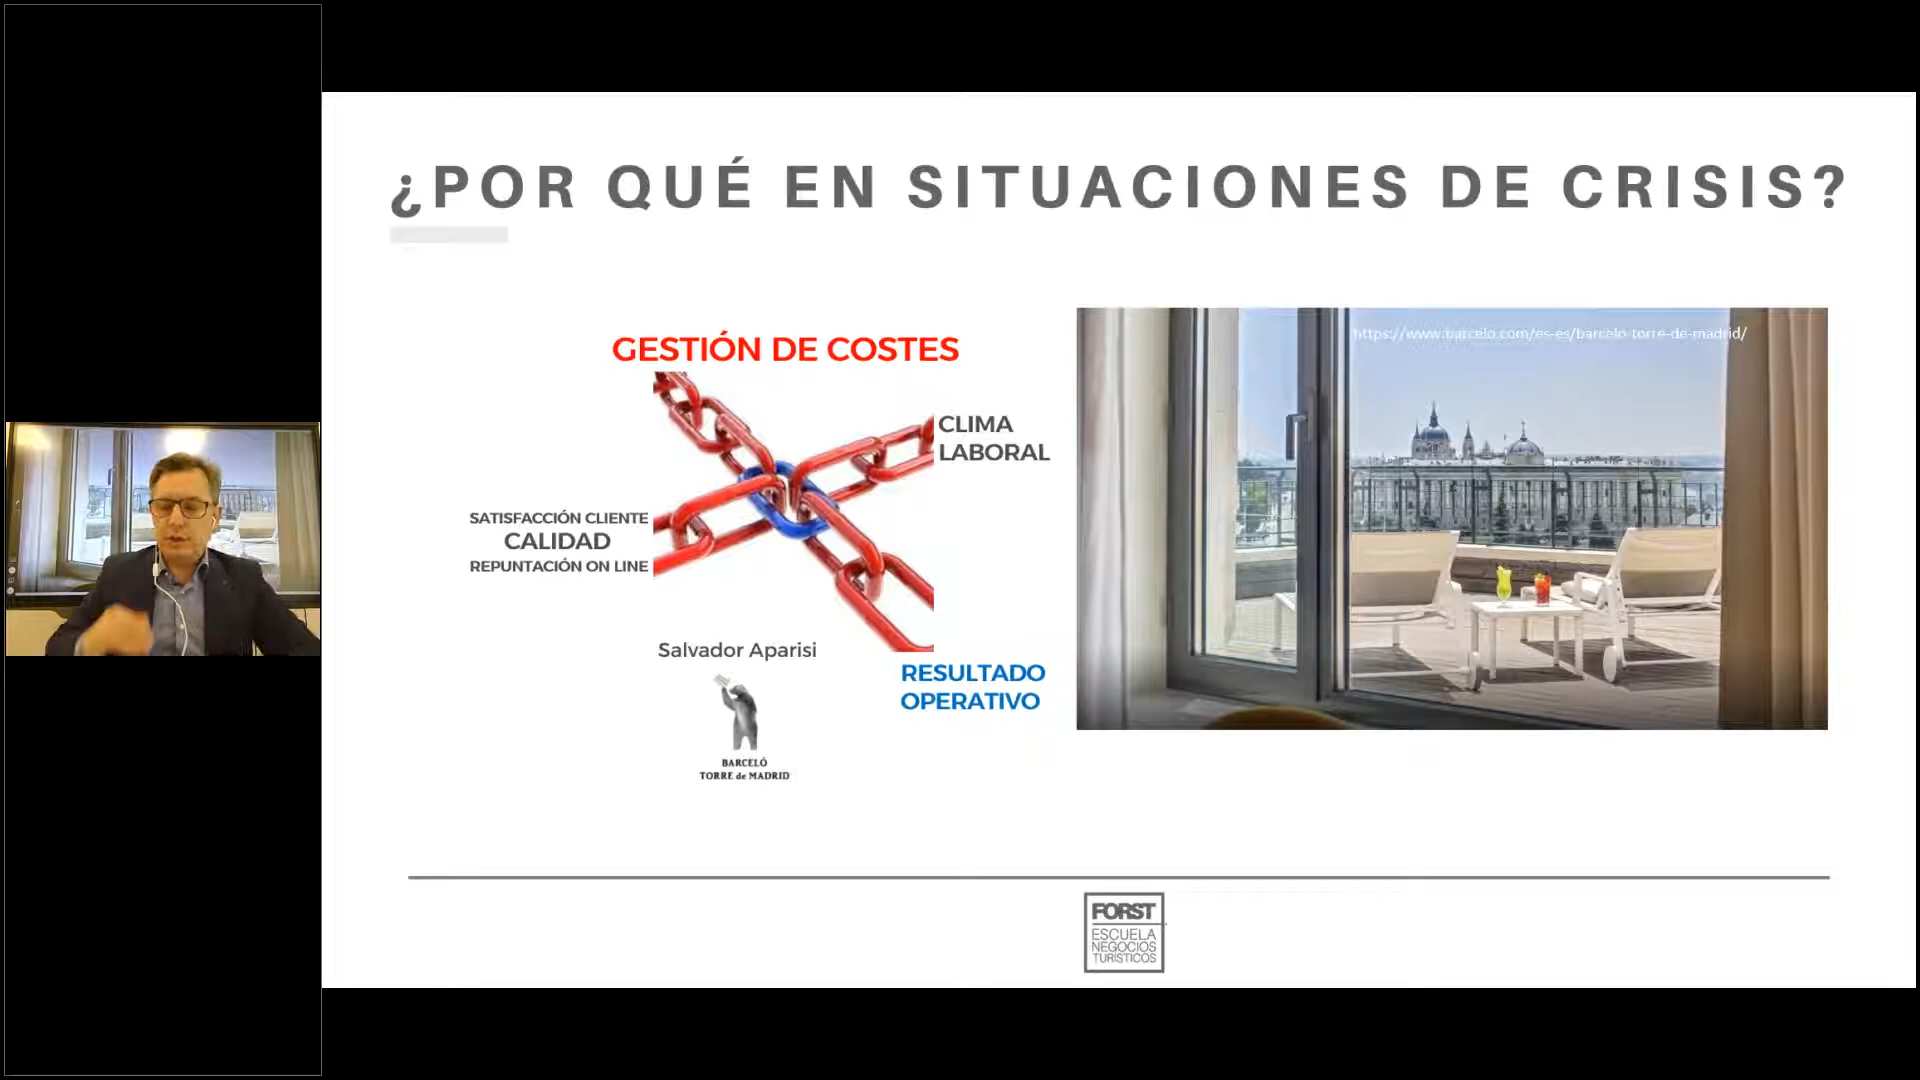 ¿POR QUÉ EN SITUACIONES DE CRISIS?
GESTIÓN DE COSTES
CLIMA
LABORAL
SATISFACCIÓN CLIENTE
CALIDAD
REPUNTACIÓN ON LINE
Salvador Aparisi
RESULTADO
OPERATIVO
BARCELÓ
TORRE de MADRID
https://www.barcelo.com/es-es/barcelo-torre-de-madrid/
FORST
ESCUELA
NEGOCIOS
TURÍSTICOS